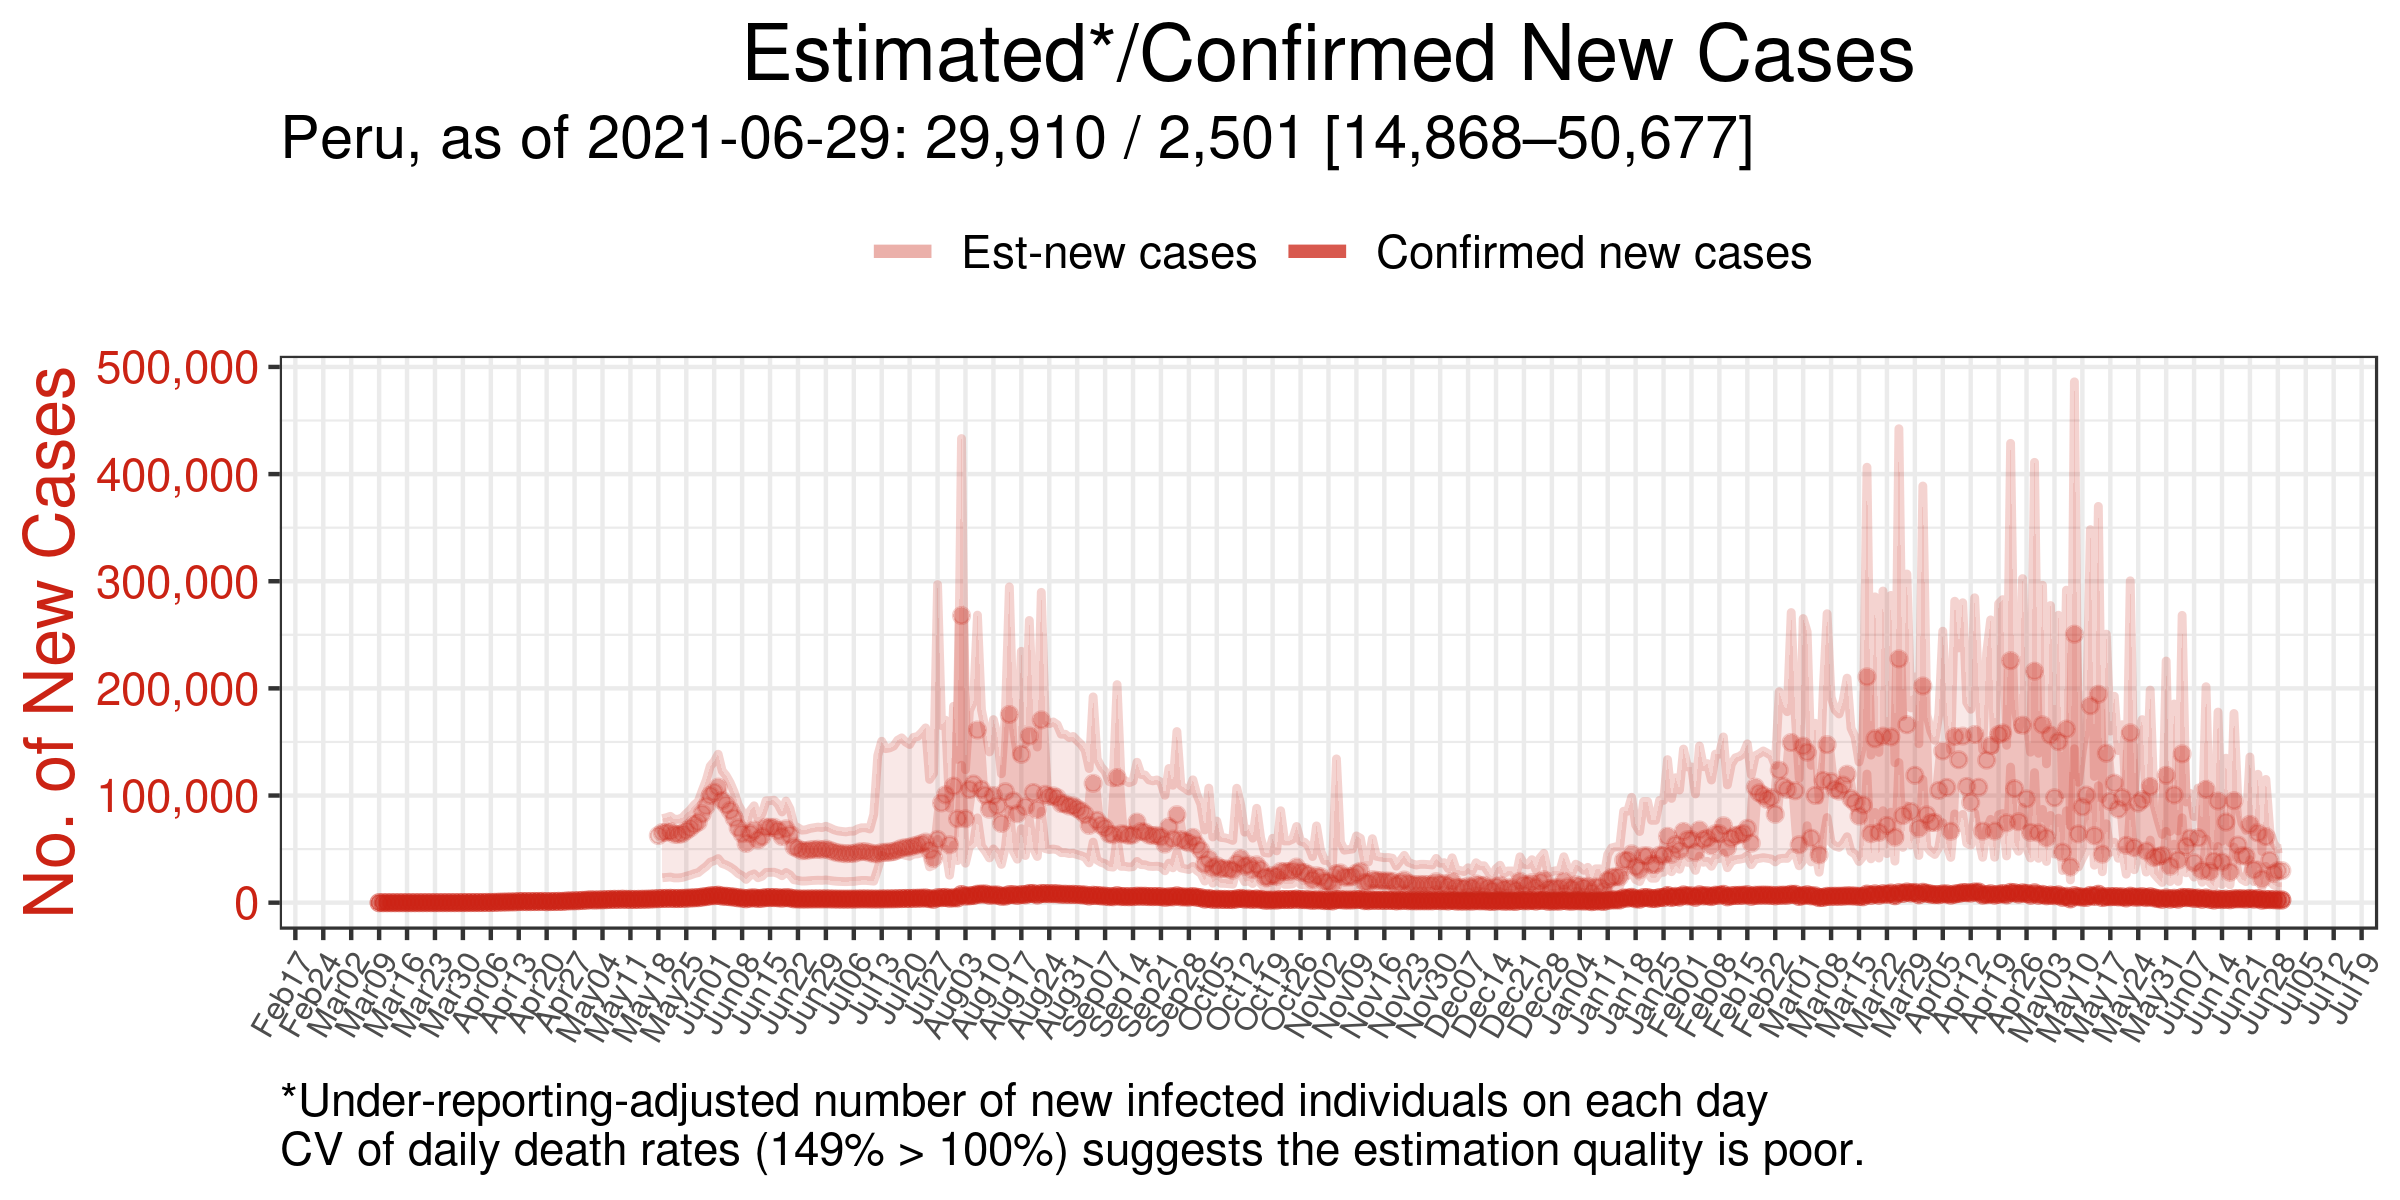 Estimated*/Confirmed New Cases
Peru, as of 2021-06-29: 29,910 / 2,501 [14,868–50,677]
Est-new cases
Confirmed new cases
No. of New Cases
500,000
400,000
300,000
200,000
100,000
0
Feb17
Feb24
Mar02
Mar09
Mar16
Mar23
Mar30
Apr06
Apr13
Apr20
Apr27
May04
May11
May18
May25
Jun01
Jun08
Jun15
Jun22
Jun29
Jul06
Jul13
Jul20
Jul27
Aug03
Aug10
Aug17
Aug24
Aug31
Sep07
Sep14
Sep21
Sep28
Oct05
Oct12
Oct19
Oct26
Nov02
Nov09
Nov16
Nov23
Nov30
Dec07
Dec14
Dec21
Dec28
Jan04
Jan11
Jan18
Jan25
Feb01
Feb08
Feb15
Feb22
Mar01
Mar08
Mar15
Mar22
Mar29
Apr05
Apr12
Apr19
Apr26
May03
May10
May17
May24
May31
Jun07
Jun14
Jun21
Jun28
Jul05
Jul12
Jul19
*Under-reporting-adjusted number of new infected individuals on each day
CV of daily death rates (149% > 100%) suggests the estimation quality is poor.